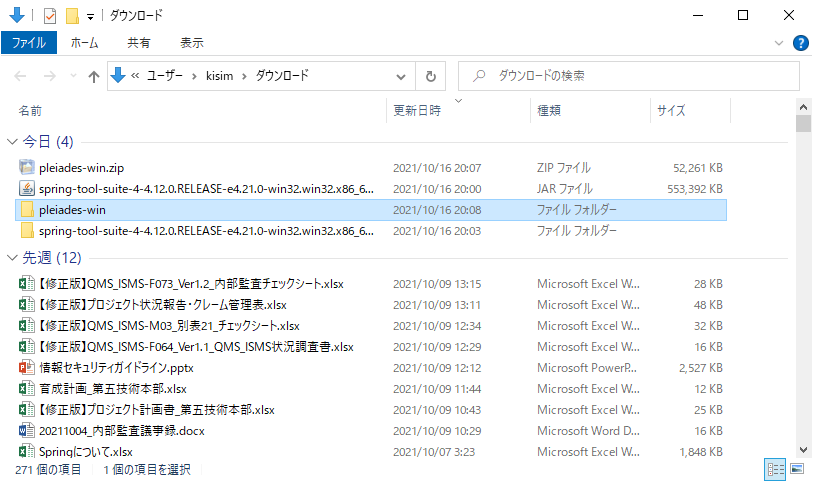 ダウンロード
ファイル ホーム 共有 表示
« ユーザー › kisim › ダウンロード ダウンロードの検索
名前 更新日時 種類 サイズ
今日 (4)
pleiades-win.zip 2021/10/16 20:07 ZIP ファイル 52,261 KB
spring-tool-suite-4-4.12.0.RELEASE-e4.21.0-win32.win32.x86_6... 2021/10/16 20:00 JAR ファイル 553,392 KB
pleiades-win 2021/10/16 20:08 ファイル フォルダー
spring-tool-suite-4-4.12.0.RELEASE-e4.21.0-win32.win32.x86_6... 2021/10/16 20:03 ファイル フォルダー
先週 (12)
【修正版】QMS_ISMS-F073_Ver1.2_内部監査チェックシート.xlsx 2021/10/09 13:15 Microsoft Excel W... 28 KB
【修正版】プロジェクト状況報告・クレーム管理表.xlsx 2021/10/09 13:11 Microsoft Excel W... 48 KB
【修正版】QMS_ISMS-M03_別表21_チェックシート.xlsx 2021/10/09 12:34 Microsoft Excel W... 32 KB
【修正版】QMS_ISMS-F064_Ver1.1_QMS_ISMS状況調査書.xlsx 2021/10/09 12:29 Microsoft Excel W... 16 KB
情報セキュリティガイドライン.pptx 2021/10/09 12:12 Microsoft PowerP... 2,527 KB
育成計画_第五技術本部.xlsx 2021/10/09 11:44 Microsoft Excel W... 12 KB
【修正版】プロジェクト計画書_第五技術本部.xlsx 2021/10/09 10:43 Microsoft Excel W... 25 KB
20211004_内部監査議事録.docx 2021/10/09 10:29 Microsoft Word D... 16 KB
Springについて.xlsx 2021/10/07 3:23 Microsoft Excel W... 1,848 KB
271 個の項目 1 個の項目を選択